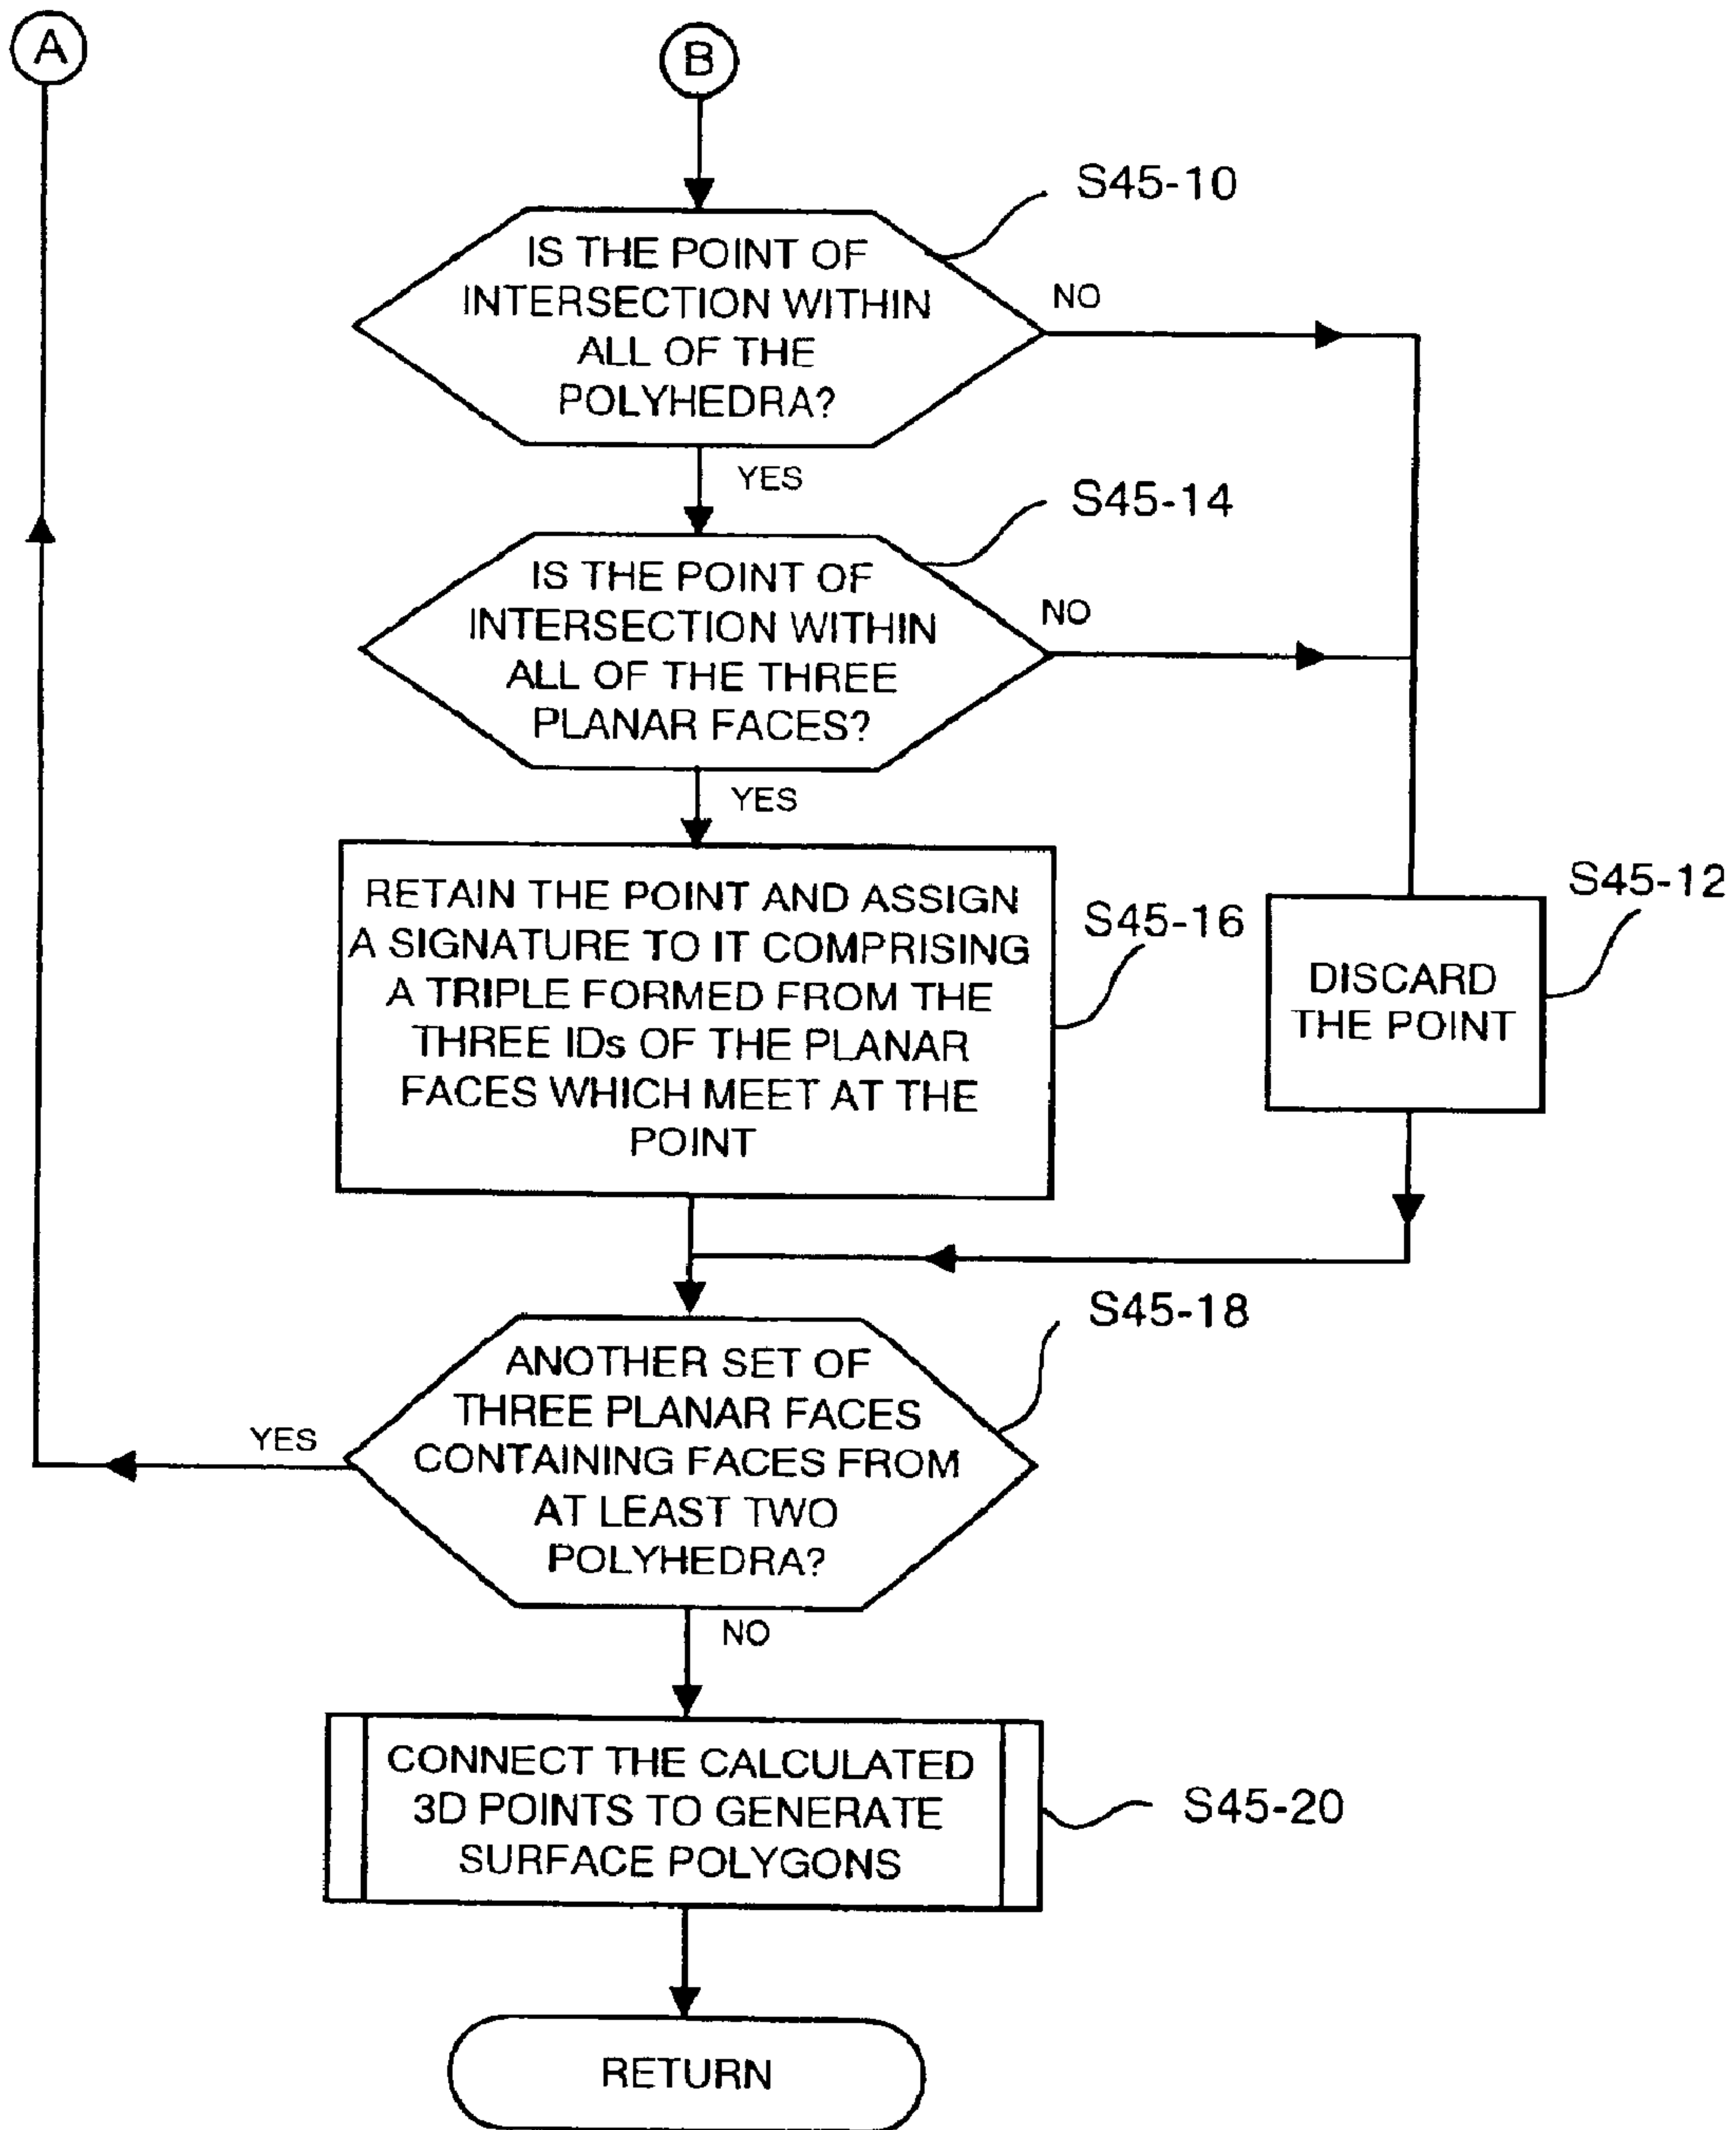 A
B
S45-10
IS THE POINT OF
INTERSECTION WITHIN
ALL OF THE
POLYHEDRA?
NO
YES
S45-14
IS THE POINT OF
INTERSECTION WITHIN
ALL OF THE THREE
PLANAR FACES?
NO
YES
RETAIN THE POINT AND ASSIGN
A SIGNATURE TO IT COMPRISING
A TRIPLE FORMED FROM THE
THREE IDs OF THE PLANAR
FACES WHICH MEET AT THE
POINT
S45-16
S45-12
DISCARD
THE POINT
S45-18
ANOTHER SET OF
THREE PLANAR FACES
CONTAINING FACES FROM
AT LEAST TWO
POLYHEDRA?
YES
NO
CONNECT THE CALCULATED
3D POINTS TO GENERATE
SURFACE POLYGONS
S45-20
RETURN